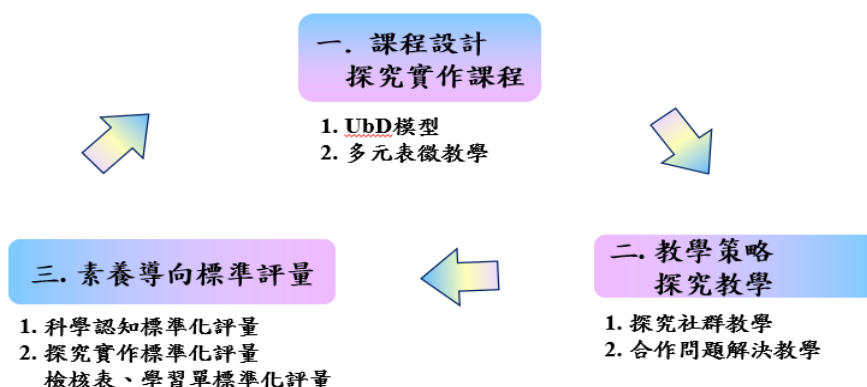 一. 課程設計
探究實作課程
1. UbD模型
2. 多元表徵教學
二. 教學策略
探究教學
1. 探究社群教學
2. 合作問題解決教學
三. 素養導向標準評量
1. 科學認知標準化評量
2. 探究實作標準化評量
檢核表、學習單標準化評量